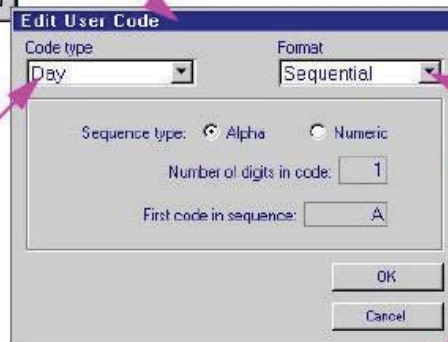 Edit User Code
Code type Format
Day Sequential
Sequence type: Alpha Numeric
Number of digits in code: 1
First code in sequence: A
OK
Cancel